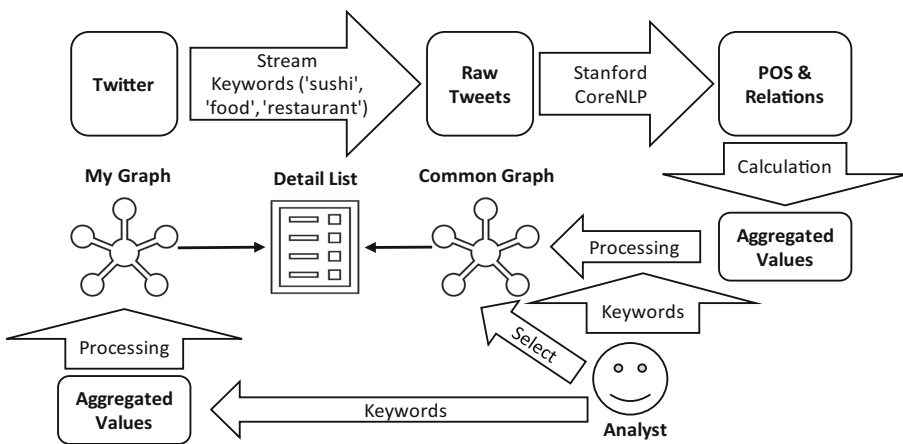 Twitter
Stream
Keywords ('sushi',
'food','restaurant')
Raw
Tweets
Stanford
CoreNLP
POS &
Relations
Calculation
My Graph
Detail List
Common Graph
Processing
Aggregated
Values
Keywords
Select
Processing
Aggregated
Values
Keywords
Analyst